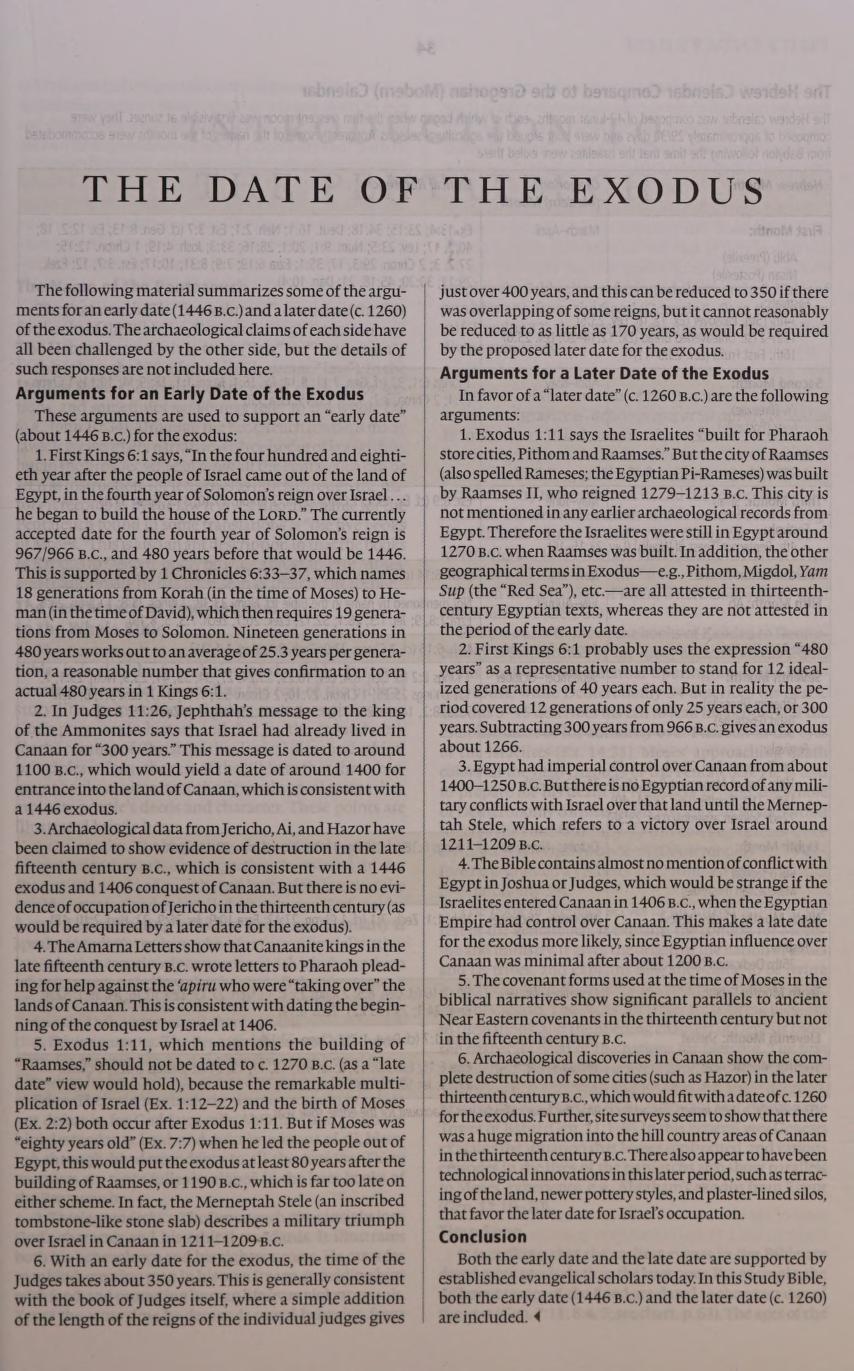 THE DATE OF THE EXODUS
The following material summarizes some of the argu-
ments for an early date (1446 B.C.) and a later date (c. 1260)
of the exodus. The archaeological claims of each side have
all been challenged by the other side, but the details of
such responses are not included here.
Arguments for an Early Date of the Exodus
These arguments are used to support an “early date”
(about 1446 B.C.) for the exodus:
1. First Kings 6:1 says, “In the four hundred and eighti-
eth year after the people of Israel came out of the land of
Egypt, in the fourth year of Solomon’s reign over Israel ...
he began to build the house of the LORD.” The currently
accepted date for the fourth year of Solomon’s reign is
967/966 B.C., and 480 years before that would be 1446.
This is supported by 1 Chronicles 6:33–37, which names
18 generations from Korah (in the time of Moses) to He-
man (in the time of David), which then requires 19 genera-
tions from Moses to Solomon. Nineteen generations in
480 years works out to an average of 25.3 years per genera-
tion, a reasonable number that gives confirmation to an
actual 480 years in 1 Kings 6:1.
2. In Judges 11:26, Jephthah’s message to the king
of the Ammonites says that Israel had already lived in
Canaan for “300 years.” This message is dated to around
1100 B.C., which would yield a date of around 1400 for
entrance into the land of Canaan, which is consistent with
a 1446 exodus.
3. Archaeological data from Jericho, Ai, and Hazor have
been claimed to show evidence of destruction in the late
fifteenth century B.C., which is consistent with a 1446
exodus and 1406 conquest of Canaan. But there is no evi-
dence of occupation of Jericho in the thirteenth century (as
would be required by a later date for the exodus).
4. The Amarna Letters show that Canaanite kings in the
late fifteenth century B.C. wrote letters to Pharaoh plead-
ing for help against the ‘apiru who were “taking over” the
lands of Canaan. This is consistent with dating the begin-
ning of the conquest by Israel at 1406.
5. Exodus 1:11, which mentions the building of
“Raamses,” should not be dated to c. 1270 B.C. (as a “late
date” view would hold), because the remarkable multi-
plication of Israel (Ex. 1:12–22) and the birth of Moses
(Ex. 2:2) both occur after Exodus 1:11. But if Moses was
“eighty years old” (Ex. 7:7) when he led the people out of
Egypt, this would put the exodus at least 80 years after the
building of Raamses, or 1190 B.C., which is far too late on
either scheme. In fact, the Merneptah Stele (an inscribed
tombstone-like stone slab) describes a military triumph
over Israel in Canaan in 1211–1209 B.C.
6. With an early date for the exodus, the time of the
Judges takes about 350 years. This is generally consistent
with the book of Judges itself, where a simple addition
of the length of the reigns of the individual judges gives
just over 400 years, and this can be reduced to 350 if there
was overlapping of some reigns, but it cannot reasonably
be reduced to as little as 170 years, as would be required
by the proposed later date for the exodus.
Arguments for a Later Date of the Exodus
In favor of a “later date” (c. 1260 B.C.) are the following
arguments:
1. Exodus 1:11 says the Israelites “built for Pharaoh
store cities, Pithom and Raamses.” But the city of Raamses
(also spelled Rameses; the Egyptian Pi-Rameses) was built
by Raamses II, who reigned 1279–1213 B.C. This city is
not mentioned in any earlier archaeological records from
Egypt. Therefore the Israelites were still in Egypt around
1270 B.C. when Raamses was built. In addition, the other
geographical terms in Exodus—e.g., Pithom, Migdol, Yam
Sup (the “Red Sea”), etc.—are all attested in thirteenth-
century Egyptian texts, whereas they are not attested in
the period of the early date.
2. First Kings 6:1 probably uses the expression “480
years” as a representative number to stand for 12 ideal-
ized generations of 40 years each. But in reality the pe-
riod covered 12 generations of only 25 years each, or 300
years. Subtracting 300 years from 966 B.C. gives an exodus
about 1266.
3. Egypt had imperial control over Canaan from about
1400–1250 B.C. But there is no Egyptian record of any mili-
tary conflicts with Israel over that land until the Mernep-
tah Stele, which refers to a victory over Israel around
1211–1209 B.C.
4. The Bible contains almost no mention of conflict with
Egypt in Joshua or Judges, which would be strange if the
Israelites entered Canaan in 1406 B.C., when the Egyptian
Empire had control over Canaan. This makes a late date
for the exodus more likely, since Egyptian influence over
Canaan was minimal after about 1200 B.C.
5. The covenant forms used at the time of Moses in the
biblical narratives show significant parallels to ancient
Near Eastern covenants in the thirteenth century but not
in the fifteenth century B.C.
6. Archaeological discoveries in Canaan show the com-
plete destruction of some cities (such as Hazor) in the later
thirteenth century B.C., which would fit with a date of c. 1260
for the exodus. Further, site surveys seem to show that there
was a huge migration into the hill country areas of Canaan
in the thirteenth century B.C. There also appear to have been
technological innovations in this later period, such as terrac-
ing of the land, newer pottery styles, and plaster-lined silos,
that favor the later date for Israel’s occupation.
Conclusion
Both the early date and the late date are supported by
established evangelical scholars today. In this Study Bible,
both the early date (1446 B.C.) and the later date (c. 1260)
are included.